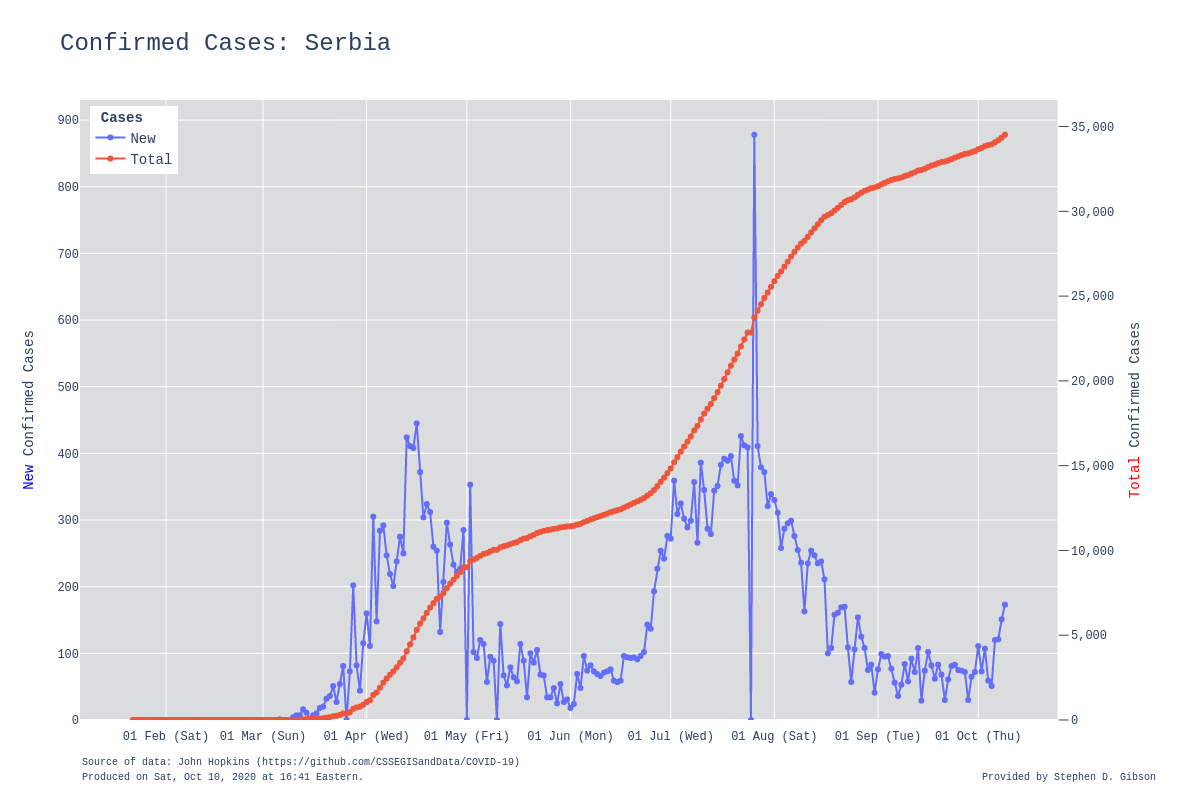 Confirmed Cases: Serbia
Cases
New
Total
900
800
700
600
500
400
300
200
100
0
35,000
30,000
25,000
20,000
15,000
10,000
5,000
0
New Confirmed Cases
Total Confirmed Cases
01 Feb (Sat) 01 Mar (Sun) 01 Apr (Wed) 01 May (Fri) 01 Jun (Mon) 01 Jul (Wed) 01 Aug (Sat) 01 Sep (Tue) 01 Oct (Thu)
Source of data: John Hopkins (https://github.com/CSSEGISandData/COVID-19)
Produced on Sat, Oct 10, 2020 at 16:41 Eastern.
Provided by Stephen D. Gibson